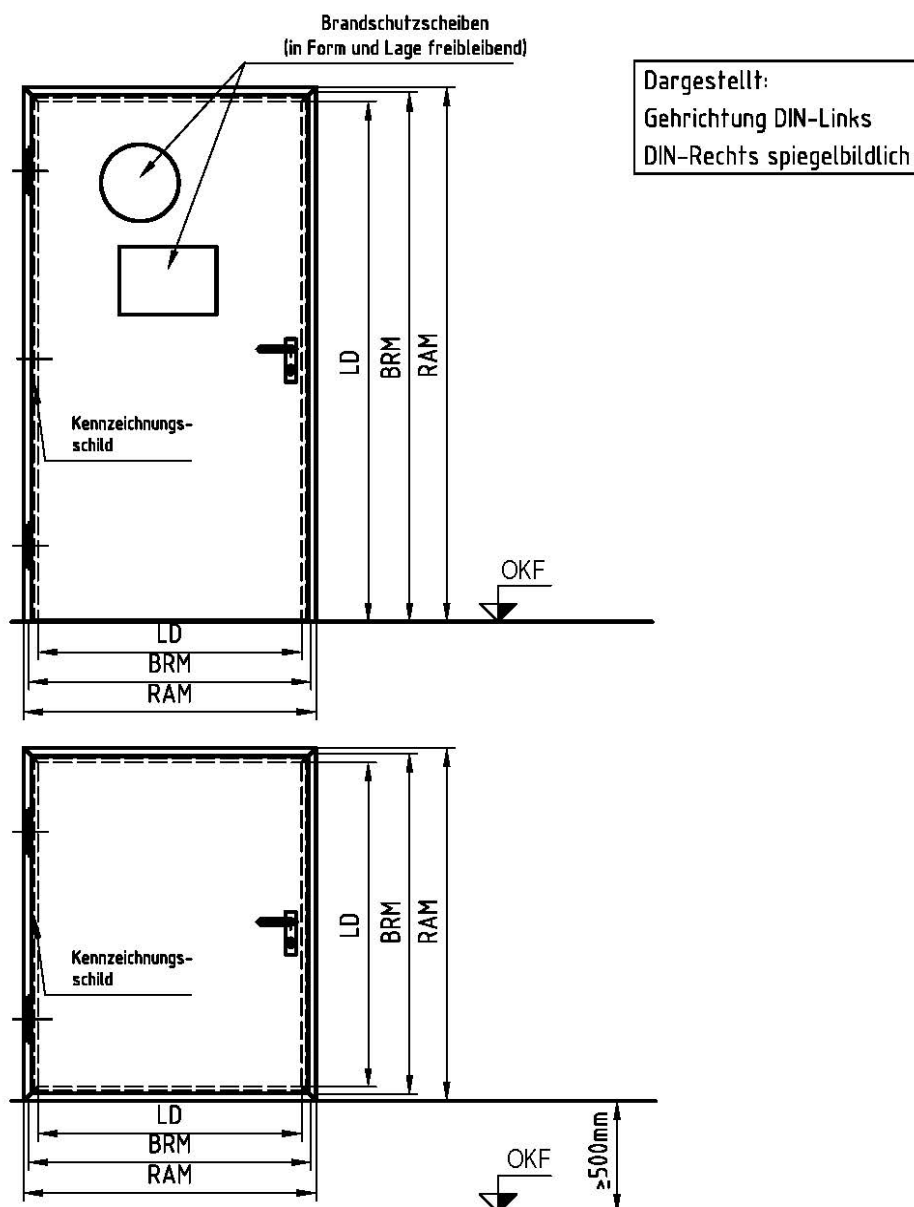 Brandschutzscheiben
(in Form und Lage freibleibend)
Dargestellt:
Gehrichtung DIN-Links
DIN-Rechts spiegelbildlich
LD
BRM
RAM
Kennzeichnungs-
schild
OKF
LD
BRM
RAM
LD
BRM
RAM
Kennzeichnungs-
schild
LD
BRM
RAM
OKF
≥500mm